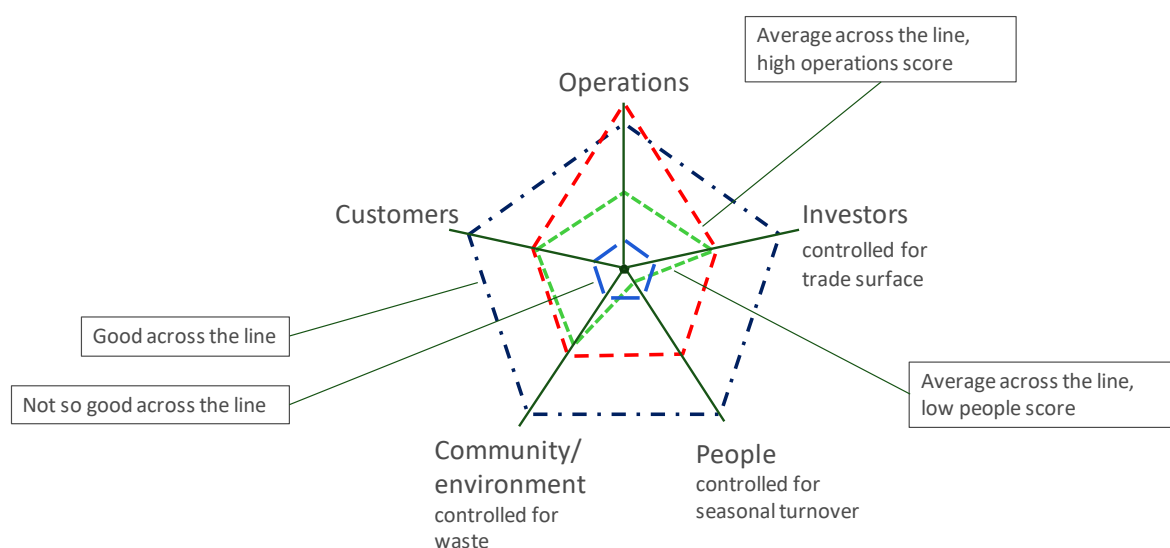 Average across the line,
high operations score
Operations
Customers
Investors
controlled for
trade surface
Good across the line
Not so good across the line
Average across the line,
low people score
Community/
environment
controlled for
waste
People
controlled for
seasonal turnover